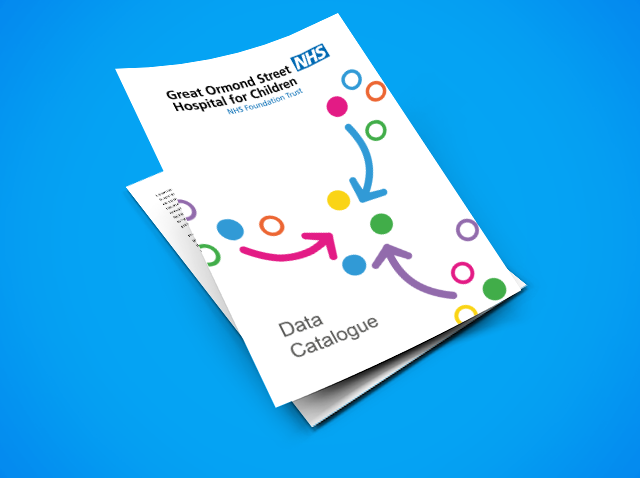 NHS
Great Ormond Street
Hospital for Children
NHS Foundation Trust
Data
Catalogue